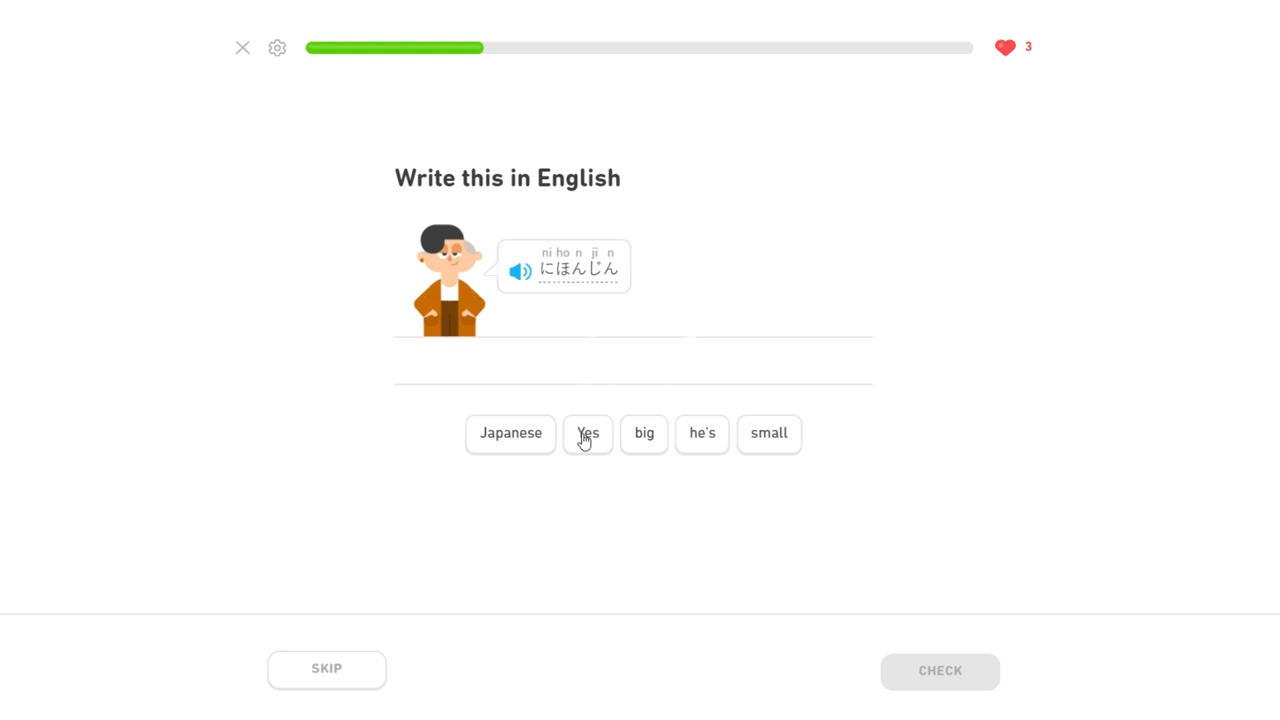 3
Write this in English
ni ho n ji n
にほんじん
Japanese Yes big he's small
SKIP CHECK